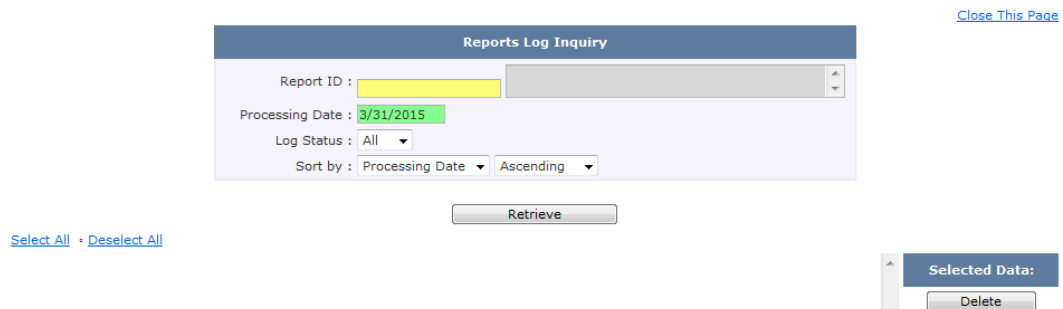 Close This Page
Reports Log Inquiry
Report ID :
Processing Date : 3/31/2015
Log Status : All
Sort by : Processing Date Ascending
Retrieve
Select All • Deselect All
Selected Data:
Delete